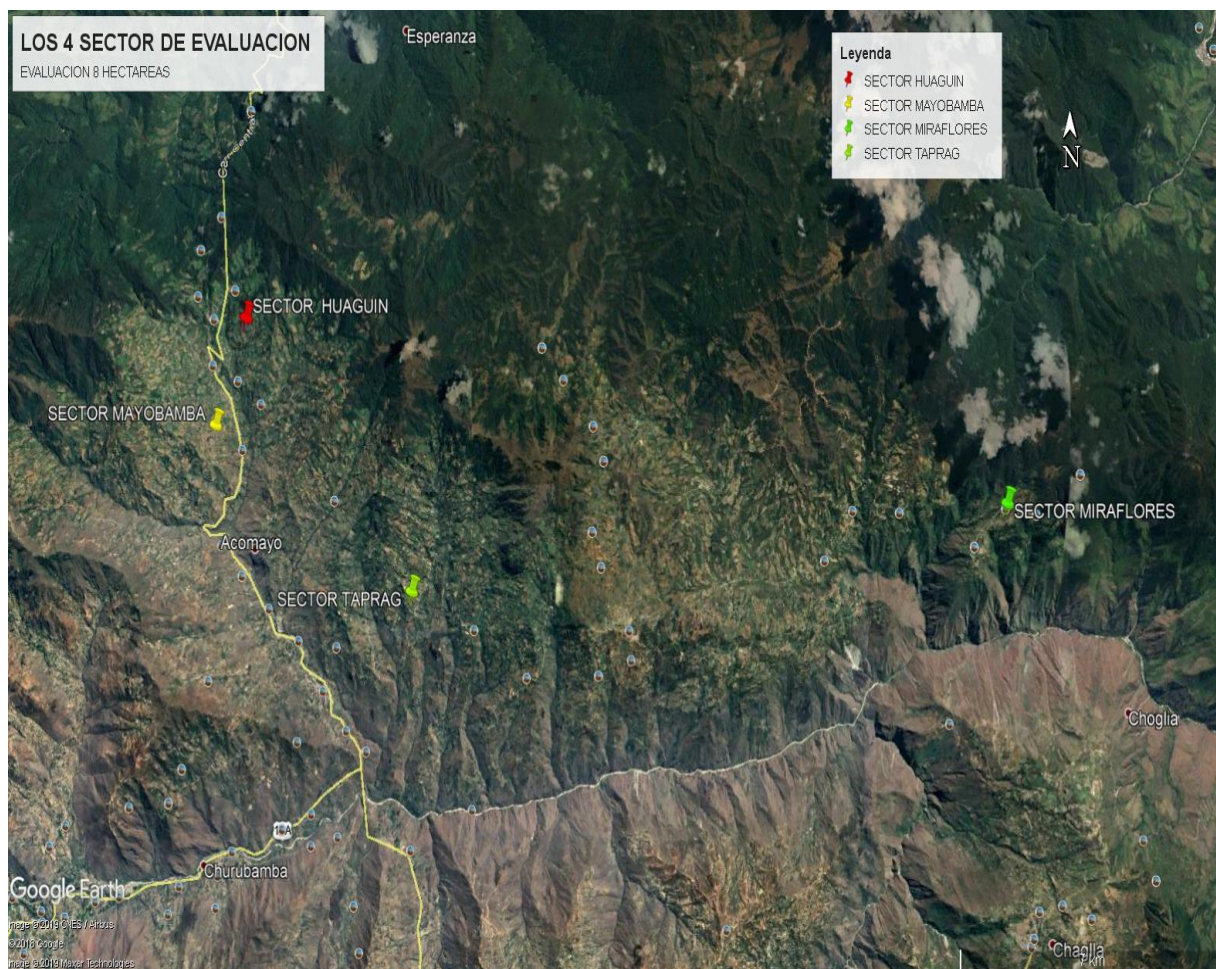 LOS 4 SECTOR DE EVALUACION
EVALUACION 8 HECTAREAS
Esperanza
Leyenda
SECTOR HUAGUIN
SECTOR MAYOBAMBA
SECTOR MIRAFLORES
SECTOR TAPRAG
N
SECTOR HUAGUIN
SECTOR MAYOBAMBA
SECTOR MIRAFLORES
Acomayo
SECTOR TAPRAG
Choglia
Churubamba
Google Earth
Image © 2019 CNES / Airbus
© 2018 Google
Image © 2019 Maxar Technologies
Chaglla
7 km